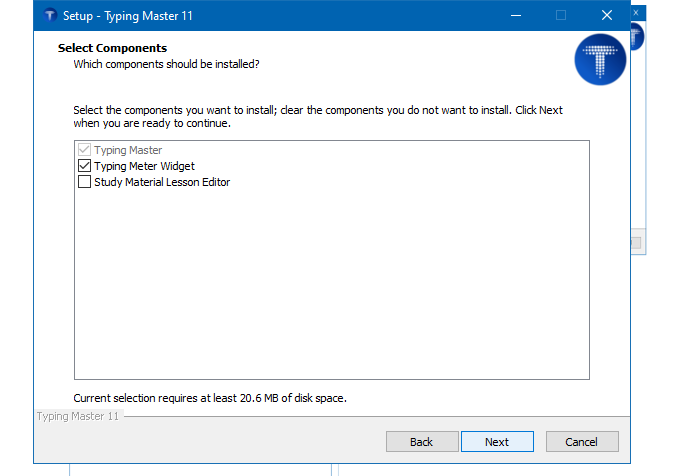 Setup - Typing Master 11
Select Components
Which components should be installed?
Select the components you want to install; clear the components you do not want to install. Click Next
when you are ready to continue.
Typing Master
Typing Meter Widget
Study Material Lesson Editor
Current selection requires at least 20.6 MB of disk space.
Typing Master 11
Back
Next
Cancel